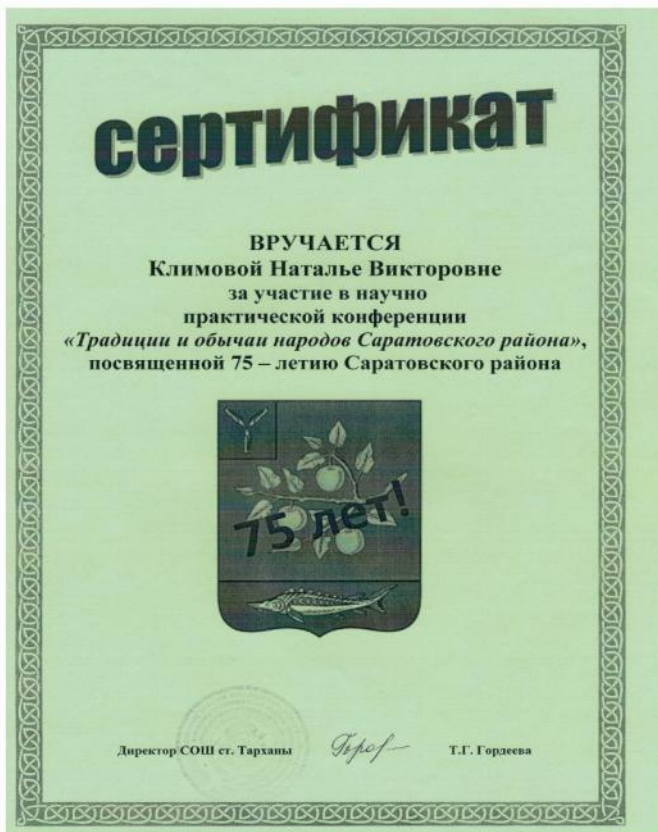 сертификат
ВРУЧАЕТСЯ
Климовой Наталье Викторовне
за участие в научно
практической конференции
«Традиции и обычаи народов Саратовского района»,
посвященной 75 – летию Саратовского района
75 лет!
Директор СОШ ст. Тарханы
Т.Г. Гордеева